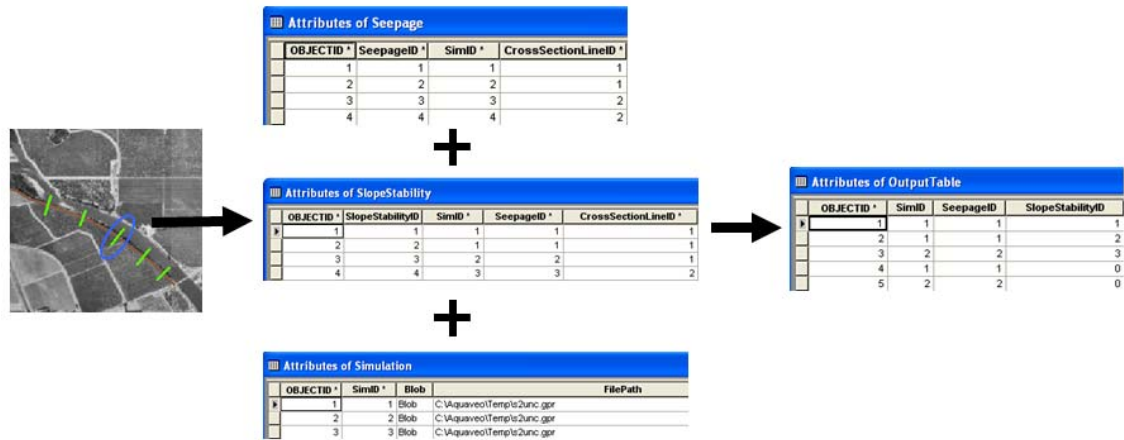 Attributes of Seepage
OBJECTID * SeepageID * SimID * CrossSectionLineID *
1 1 1 1
2 2 2 1
3 3 3 2
4 4 4 2
+
Attributes of SlopeStability
OBJECTID * SlopeStabilityID SimID * SeepageID * CrossSectionLineID *
1 1 1 1 1
2 2 1 1 1
3 3 2 2 1
4 4 3 3 2
+
Attributes of Simulation
OBJECTID * SimID * Blob FilePath
1 1 Blob C:\Aquaveo\Temp\s2unc.gpr
2 2 Blob C:\Aquaveo\Temp\s2unc.gpr
3 3 Blob C:\Aquaveo\Temp\s2unc.gpr
Attributes of OutputTable
OBJECTID * SimID SeepageID SlopeStabilityID
1 1 1 1
2 1 1 2
3 2 2 3
4 1 1 0
5 2 2 0